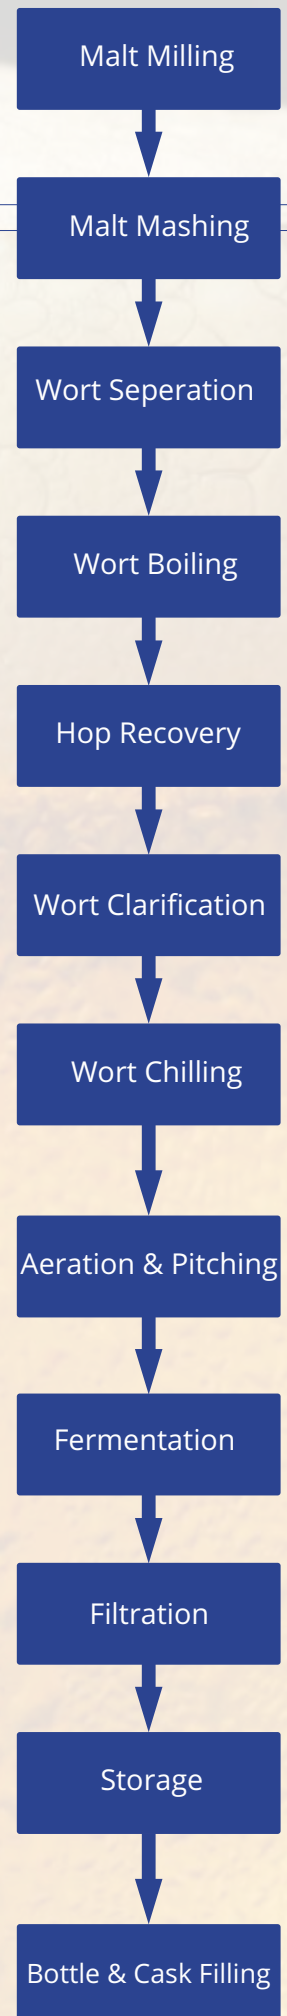 Malt Milling
Malt Mashing
Wort Seperation
Wort Boiling
Hop Recovery
Wort Clarification
Wort Chilling
Aeration & Pitching
Fermentation
Filtration
Storage
Bottle & Cask Filling